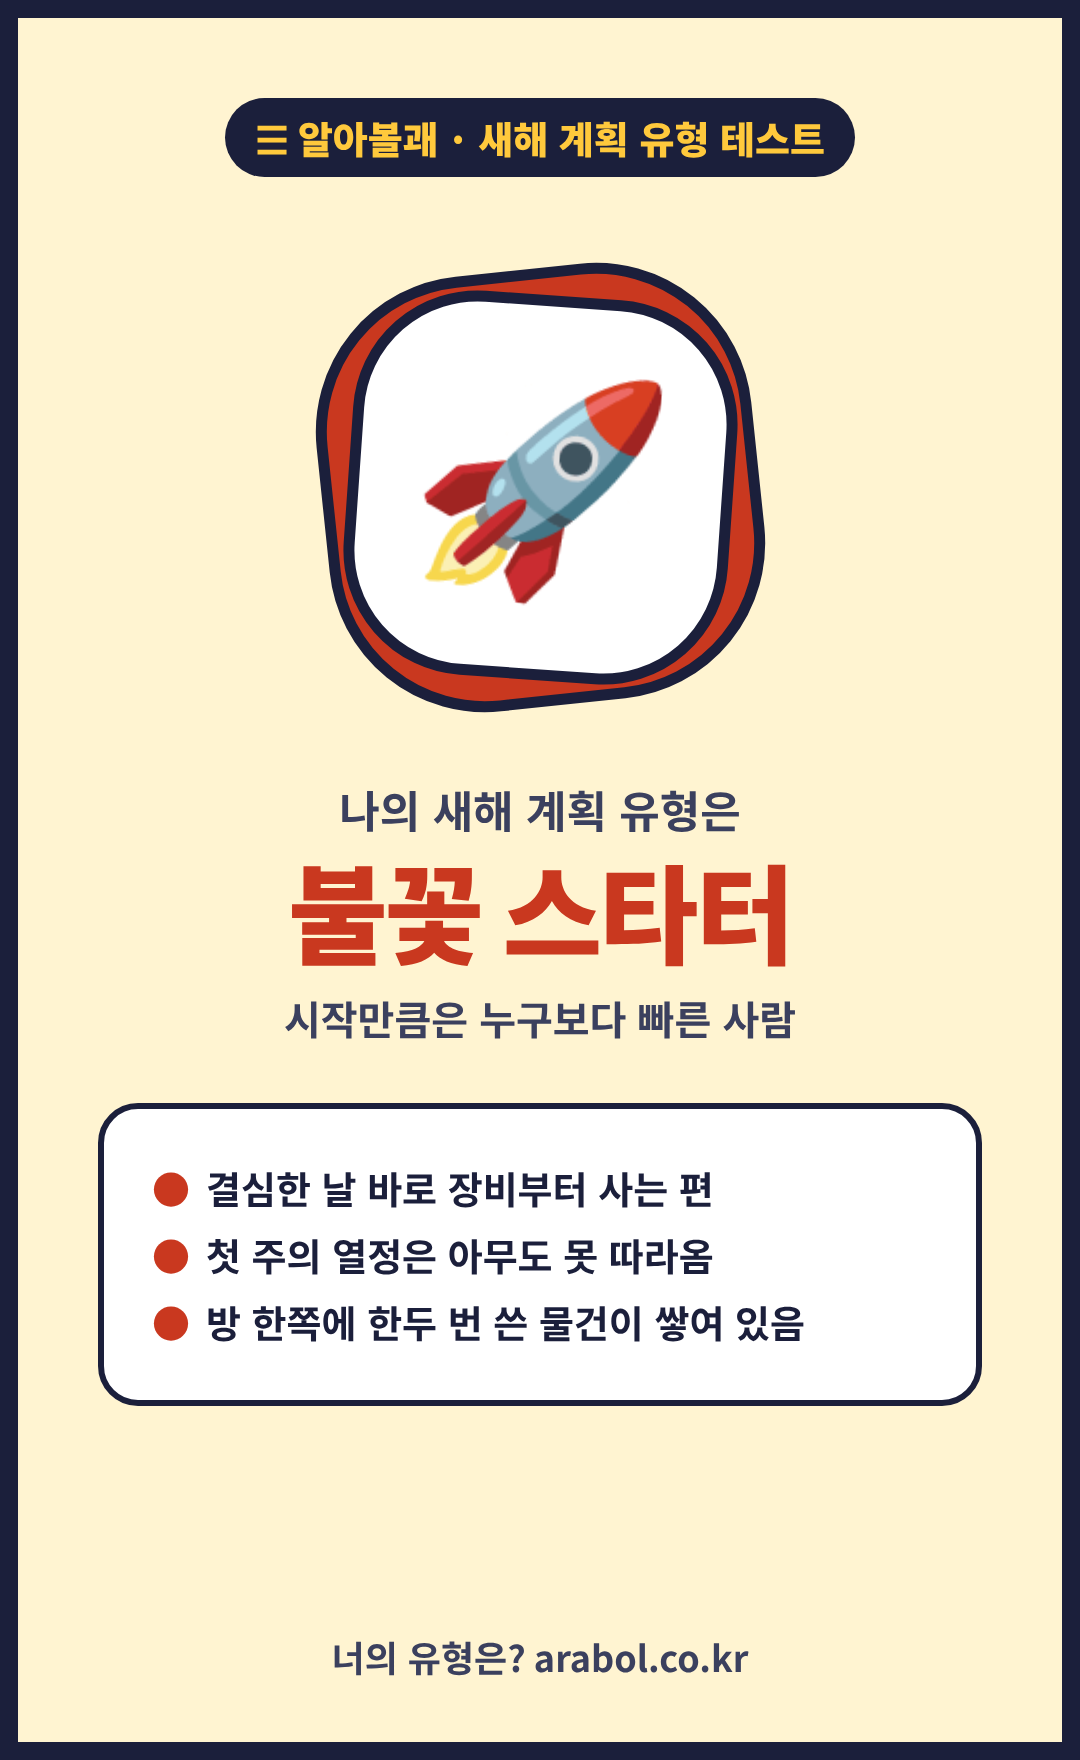 ☰ 알아볼괘 · 새해 계획 유형 테스트
나의 새해 계획 유형은
불꽃 스타터
시작만큼은 누구보다 빠른 사람
결심한 날 바로 장비부터 사는 편
첫 주의 열정은 아무도 못 따라옴
방 한쪽에 한두 번 쓴 물건이 쌓여 있음
너의 유형은? arabol.co.kr